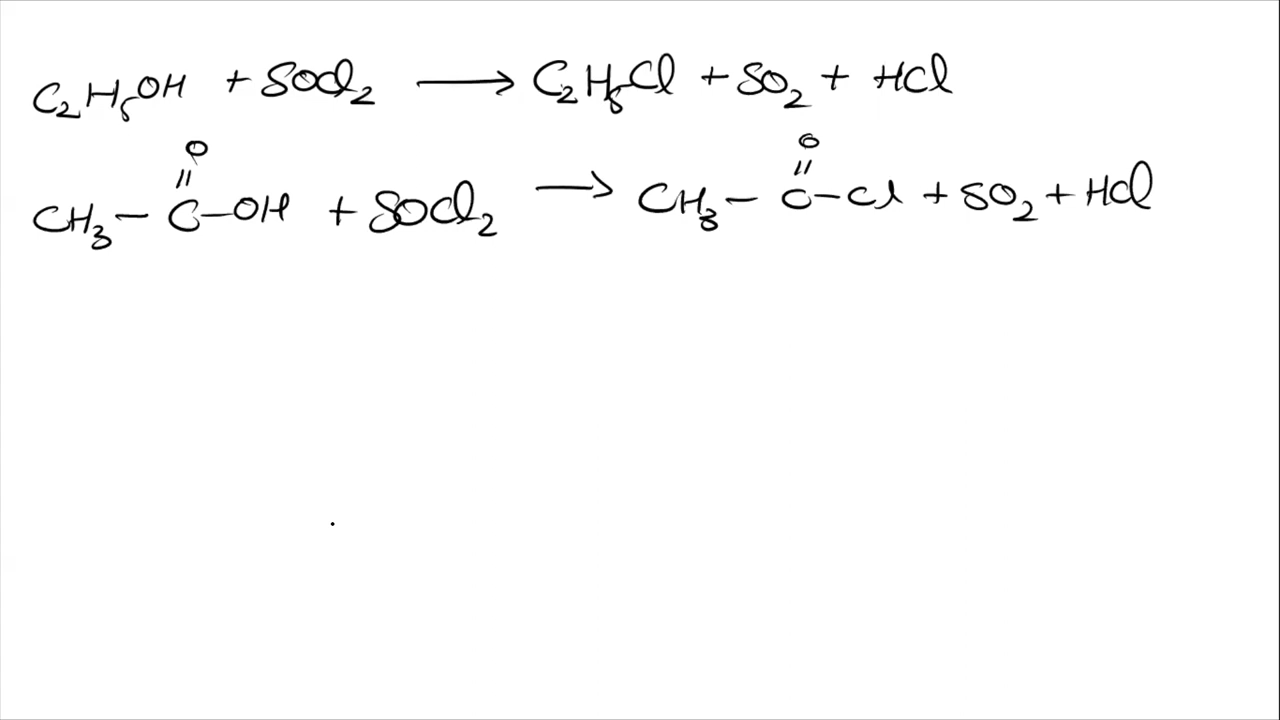 C₂H₅OH + SOCl₂ ⟶ C₂H₅Cl + SO₂ + HCl
O O
|| ||
CH₃ – C – OH + SOCl₂ ⟶ CH₃ – C – Cl + SO₂ + HCl